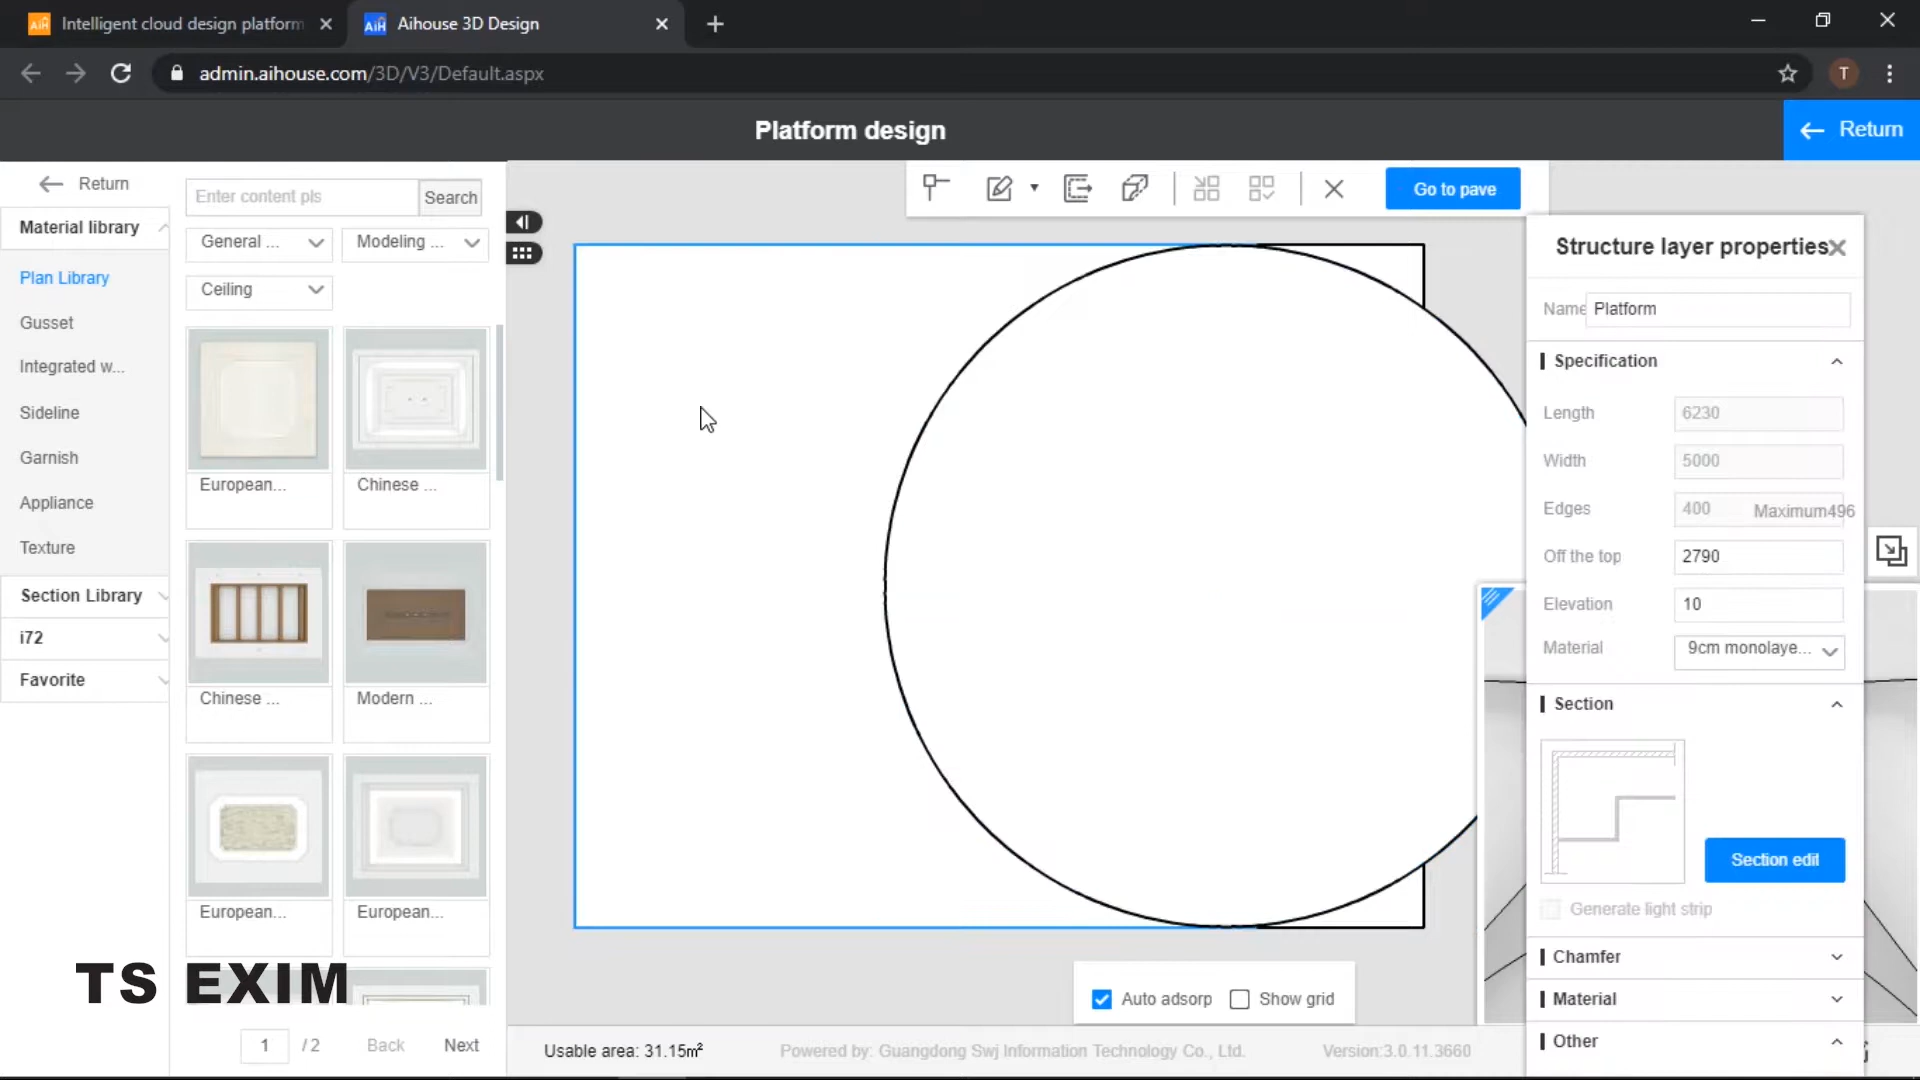 Intelligent cloud design platform
Aihouse 3D Design
admin.aihouse.com/3D/V3/Default.aspx
T
Platform design
Return
Return
Enter content pls
Search
Go to pave
Material library
General ...
Modeling ...
Structure layer properties
Plan Library
Ceiling
Name
Platform
Gusset
Specification
Integrated w...
Length
6230
Sideline
Width
5000
Garnish
European...
Chinese ...
Edges
400
Maximum496
Appliance
Off the top
2790
Texture
Elevation
10
Section Library
Material
9cm monolaye...
i72
Favorite
Chinese ...
Modern ...
Section
Section edit
European...
European...
Generate light strip
Chamfer
TS EXIM
Auto adsorp
Show grid
Material
1
/ 2
Back
Next
Usable area: 31.15㎡
Powered by: Guangdong Swj Information Technology Co., Ltd.
Version:3.0.11.3660
Other